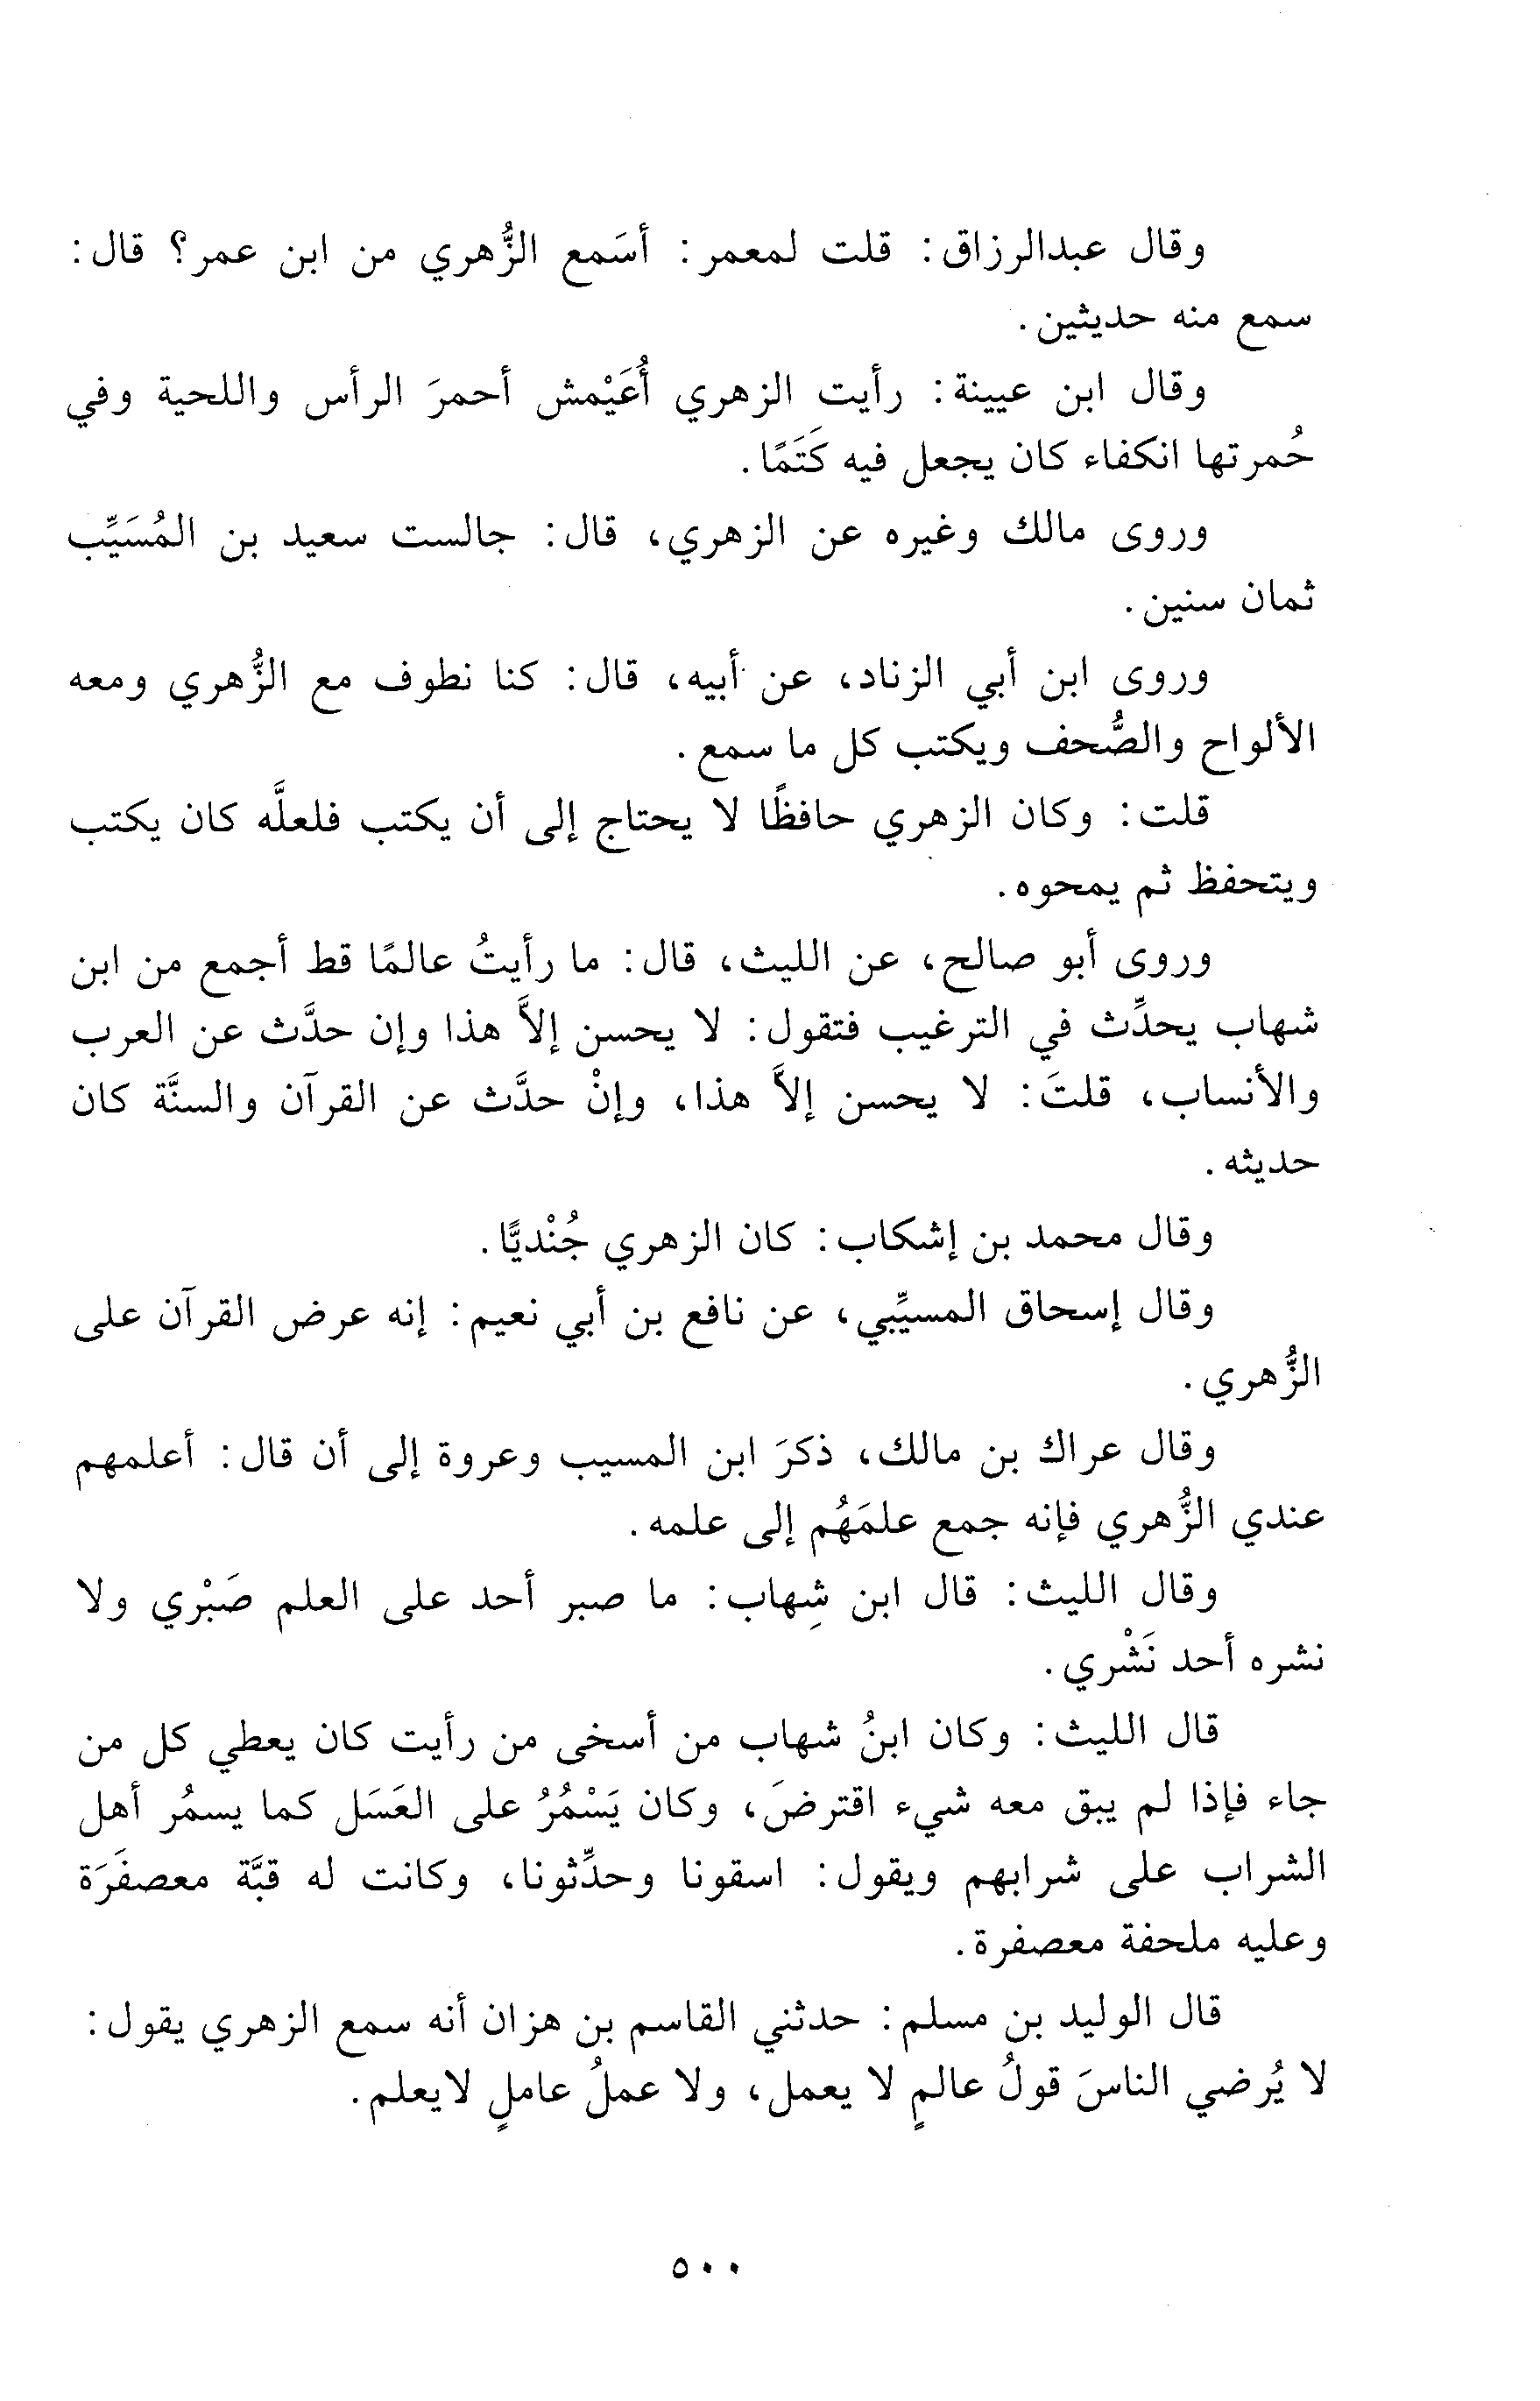 وقال عبدالرزاق: قلت لمعمر: أسَمع الزُّهري من ابن عمر؟ قال:
سمع منه حديثين.
وقال ابن عيينة: رأيت الزهري أُعَيْمش أحمرَ الرأس واللحية وفي
حُمرتها انكفاء كان يجعل فيه كَتَمًا.
وروى مالك وغيره عن الزهري، قال: جالست سعيد بن المُسَيِّب
ثمان سنين.
وروى ابن أبي الزناد، عن أبيه، قال: كنا نطوف مع الزُّهري ومعه
الألواح والصُّحف ويكتب كل ما سمع.
قلت: وكان الزهري حافظًا لا يحتاج إلى أن يكتب فلعلَّه كان يكتب
ويتحفظ ثم يمحوه.
وروى أبو صالح، عن الليث، قال: ما رأيتُ عالمًا قط أجمع من ابن
شهاب يحدِّث في الترغيب فتقول: لا يحسن إلاَّ هذا وإن حدَّث عن العرب
والأنساب، قلتَ: لا يحسن إلاَّ هذا، وإنْ حدَّث عن القرآن والسنَّة كان
حديثه.
وقال محمد بن إشكاب: كان الزهري جُنْديًّا.
وقال إسحاق المسيِّبي، عن نافع بن أبي نعيم: إنه عرض القرآن على
الزُّهري.
وقال عراك بن مالك، ذكرَ ابن المسيب وعروة إلى أن قال: أعلمهم
عندي الزُّهري فإنه جمع علمَهُم إلى علمه.
وقال الليث: قال ابن شِهاب: ما صبر أحد على العلم صَبْري ولا
نشره أحد نَشْري.
قال الليث: وكان ابنُ شهاب من أسخى من رأيت كان يعطي كل من
جاء فإذا لم يبق معه شيء اقترضَ، وكان يَسْمُرُ على العَسَل كما يسمُر أهل
الشراب على شرابهم ويقول: اسقونا وحدِّثونا، وكانت له قبَّة معصفَرَة
وعليه ملحفة معصفرة.
قال الوليد بن مسلم: حدثني القاسم بن هزان أنه سمع الزهري يقول:
لا يُرضي الناسَ قولُ عالمٍ لا يعمل، ولا عملُ عاملٍ لايعلم.
٥٠٠